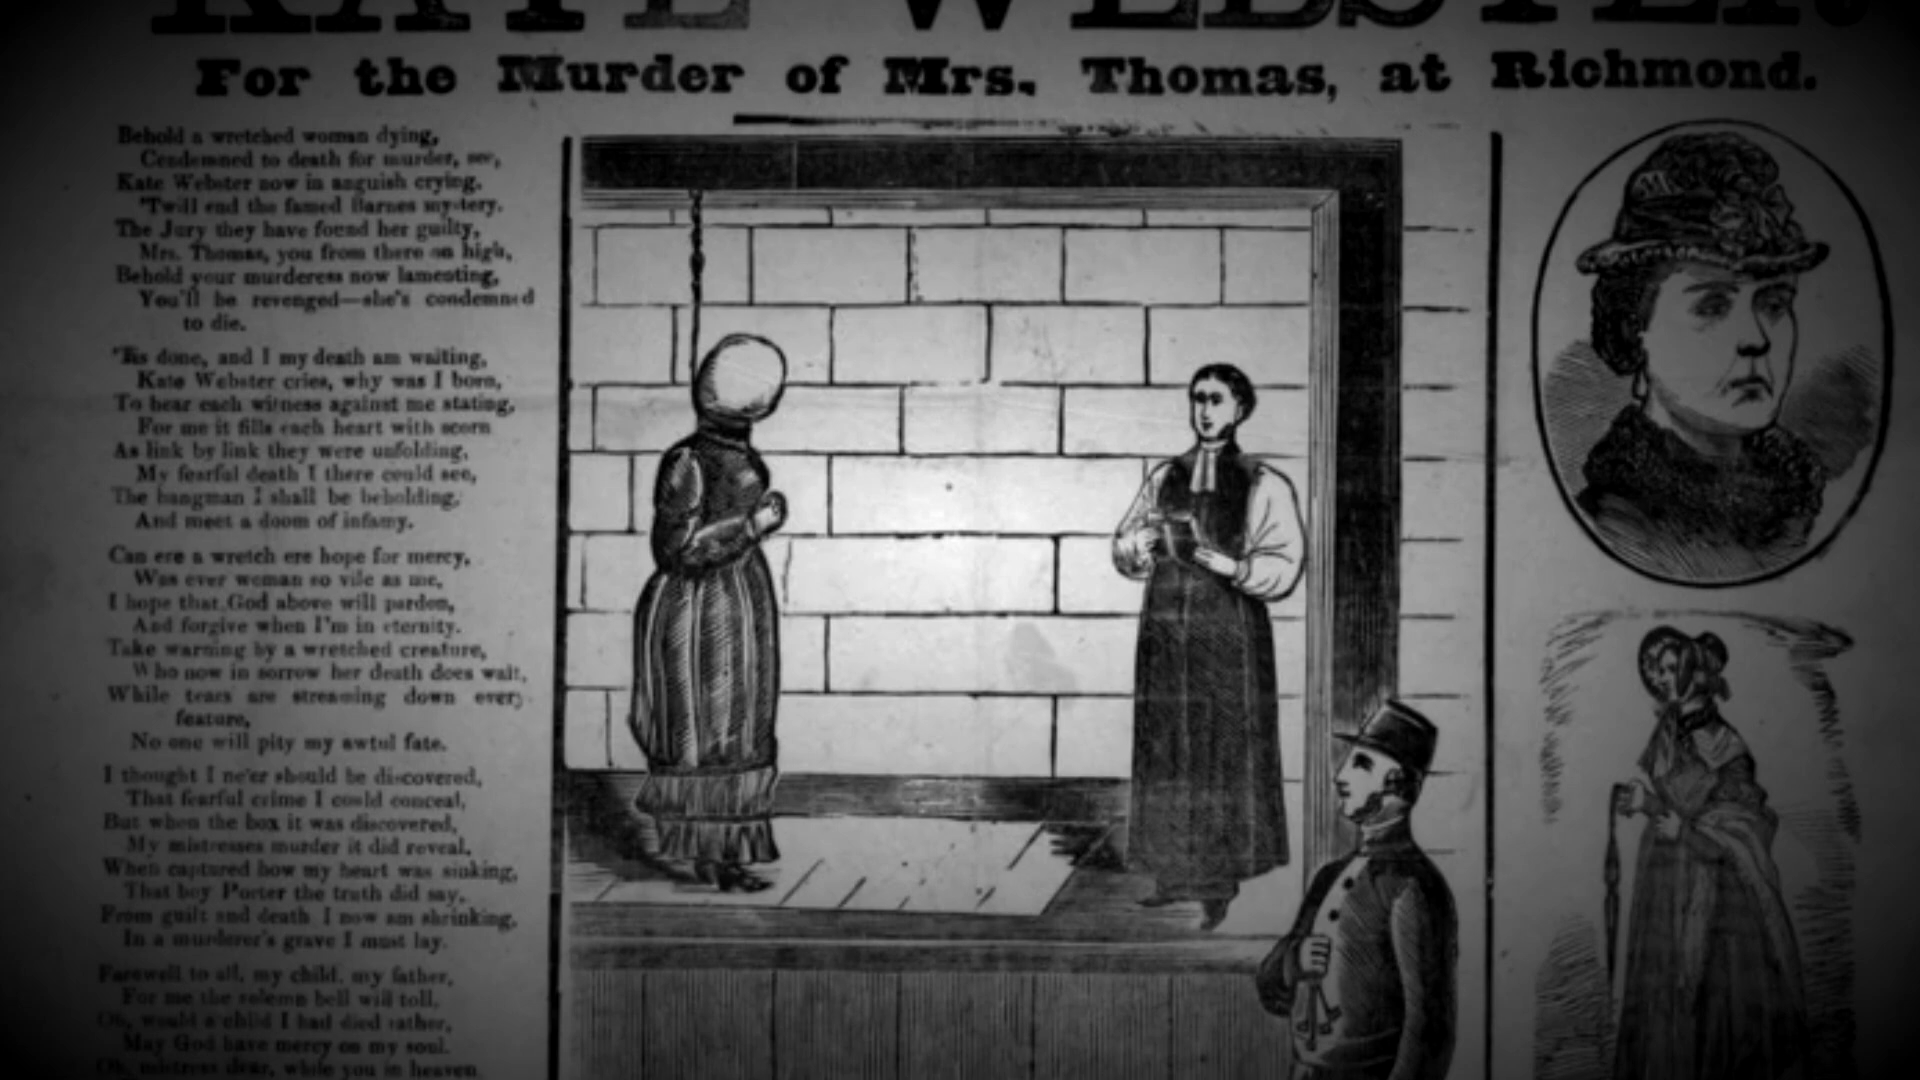 KATE WEBSTER
For the Murder of Mrs. Thomas, at Richmond.
Behold a wretched woman dying,
Condemned to death for murder, see,
Kate Webster now in anguish crying.
'Twill end the famed Barnes mystery.
The Jury they have found her guilty,
Mrs. Thomas, you from there on high,
Behold your murderess now lamenting,
You'll be revenged—she's condemned
to die.
'Tis done, and I my death am waiting,
Kate Webster cries, why was I born,
To hear each witness against me stating,
For me it fills each heart with scorn
As link by link they were unfolding,
My fearful death I there could see,
The hangman I shall be beholding,
And meet a doom of infamy.
Can ere a wretch ere hope for mercy,
Was ever woman so vile as me,
I hope that God above will pardon,
And forgive when I'm in eternity.
Take warning by a wretched creature,
Who now in sorrow her death does wait,
While tears are streaming down every
feature,
No one will pity my awful fate.
I thought I ne'er should be discovered,
That fearful crime I could conceal,
But when the box it was discovered,
My mistresses murder it did reveal,
When captured how my heart was sinking,
That boy Porter the truth did say,
From guilt and death I now am shrinking,
In a murderer's grave I must lay.
Farewell to all, my child, my father,
For me the solemn bell will toll,
Oh, would a child I had died rather,
May God have mercy on my soul.
Oh, mistress dear, while you in heaven